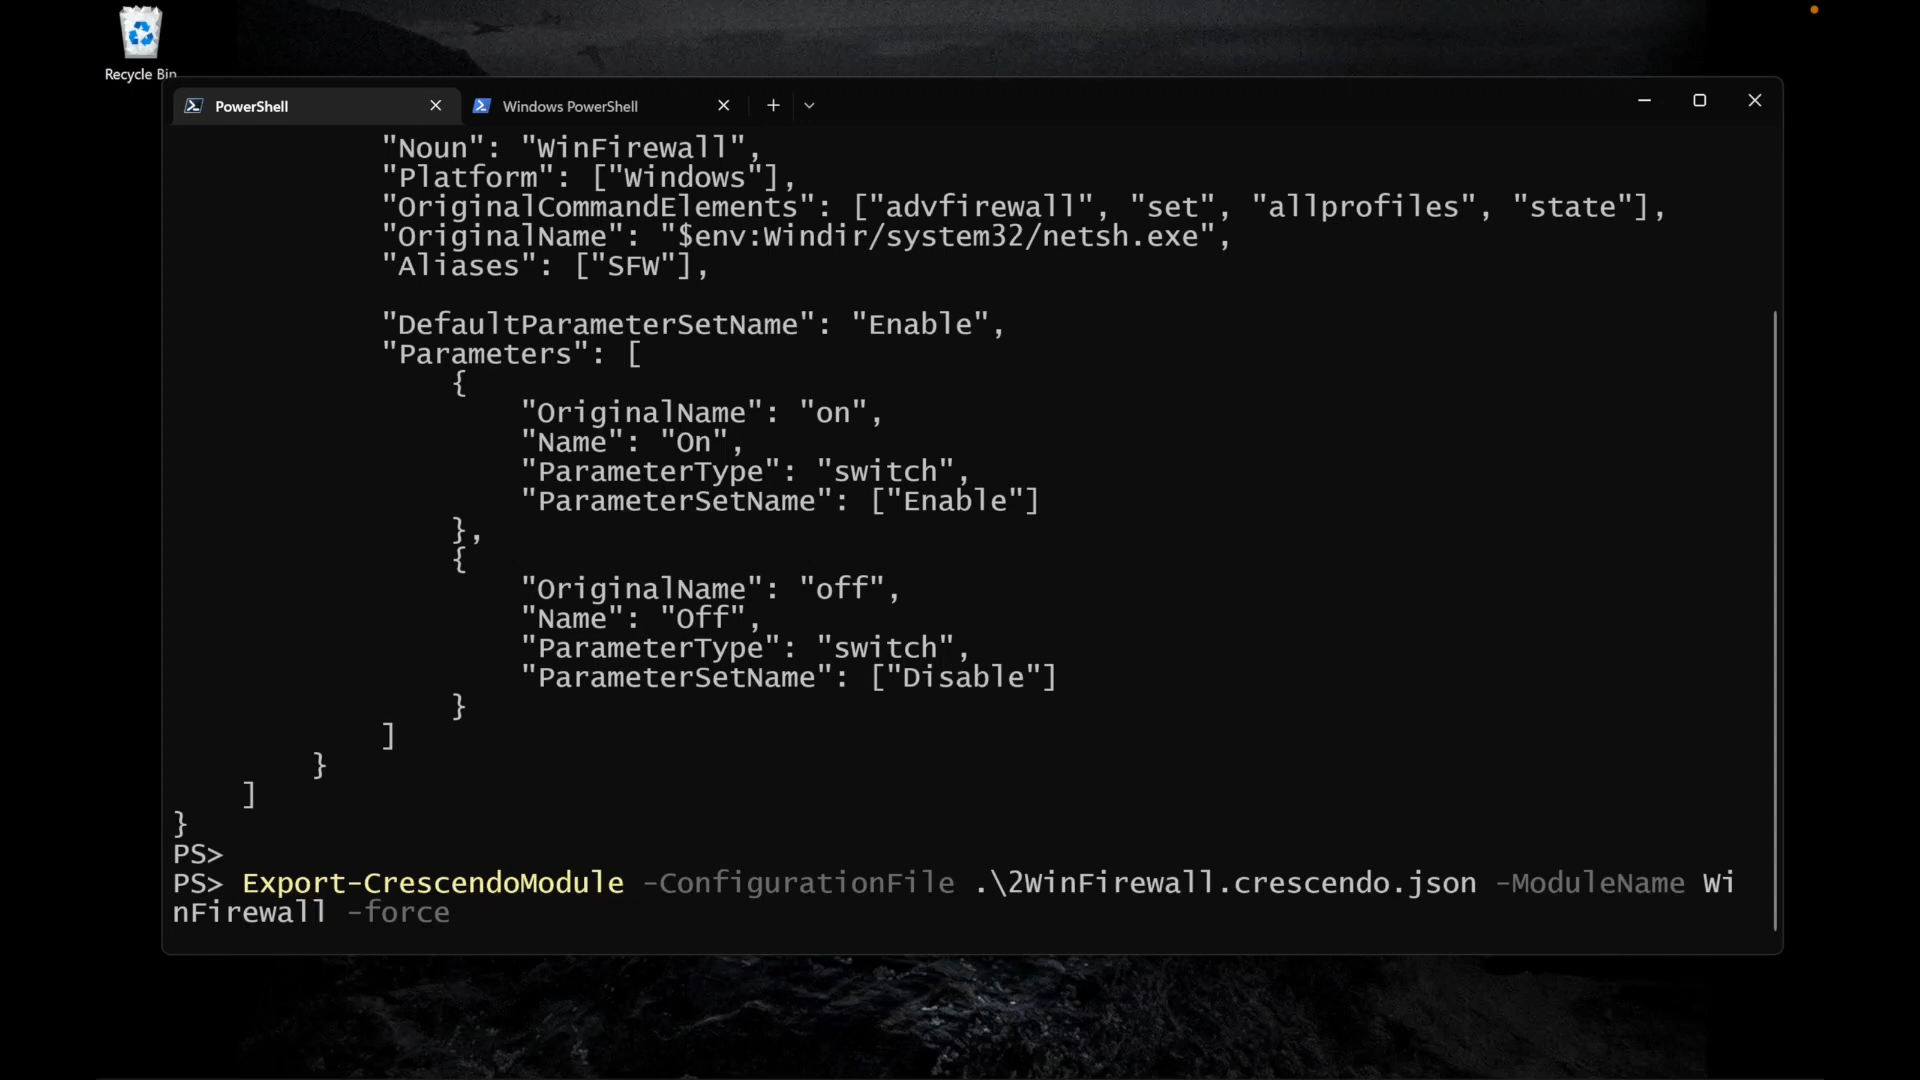 Recycle Bin
PowerShell
Windows PowerShell
"Noun": "WinFirewall",
"Platform": ["Windows"],
"OriginalCommandElements": ["advfirewall", "set", "allprofiles", "state"],
"OriginalName": "$env:Windir/system32/netsh.exe",
"Aliases": ["SFW"],
"DefaultParameterSetName": "Enable",
"Parameters": [
{
"OriginalName": "on",
"Name": "On",
"ParameterType": "switch",
"ParameterSetName": ["Enable"]
},
{
"OriginalName": "off",
"Name": "Off",
"ParameterType": "switch",
"ParameterSetName": ["Disable"]
}
]
}
]
}
PS>
PS> Export-CrescendoModule -ConfigurationFile .\2WinFirewall.crescendo.json -ModuleName Wi
nFirewall -force